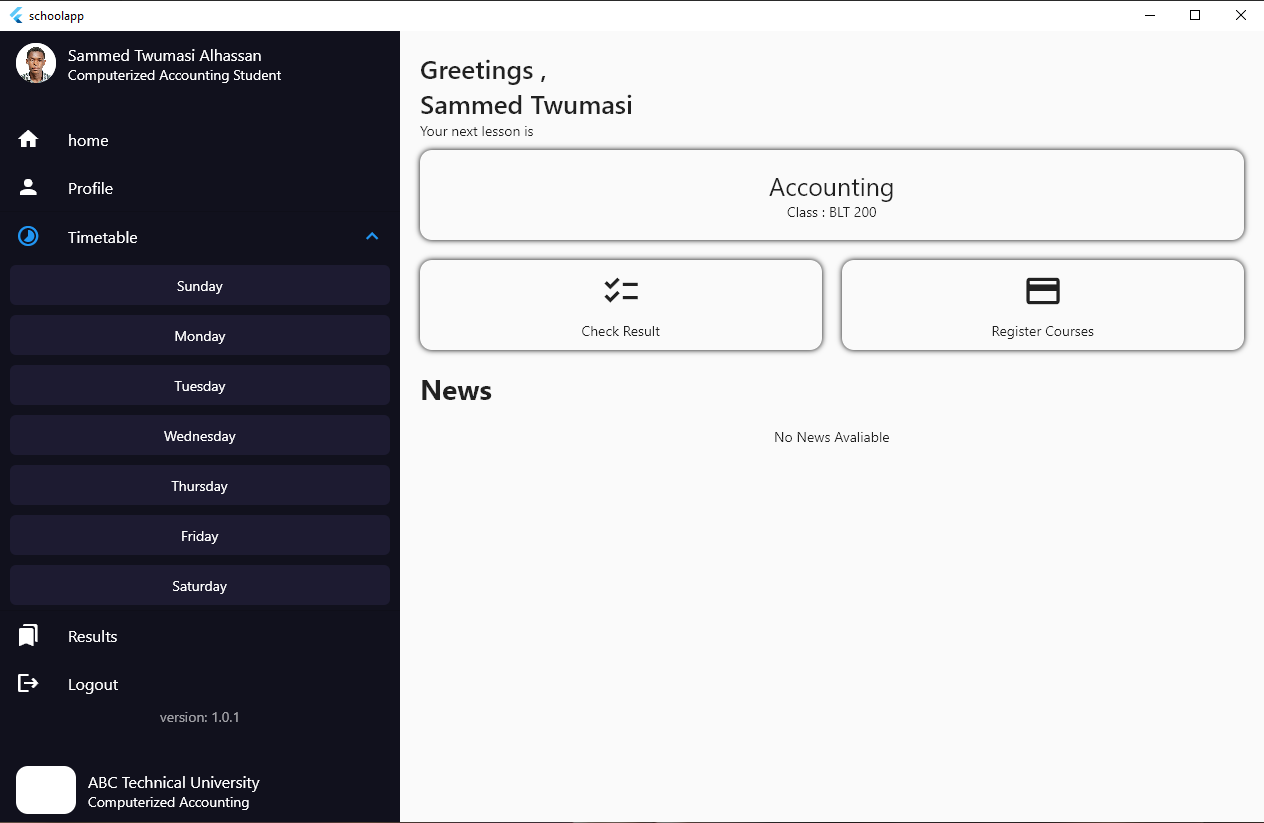 schoolapp
Sammed Twumasi Alhassan
Computerized Accounting Student
home
Profile
Timetable
Sunday
Monday
Tuesday
Wednesday
Thursday
Friday
Saturday
Results
Logout
version: 1.0.1
ABC Technical University
Computerized Accounting
Greetings ,
Sammed Twumasi
Your next lesson is
Accounting
Class : BLT 200
Check Result
Register Courses
News
No News Avaliable